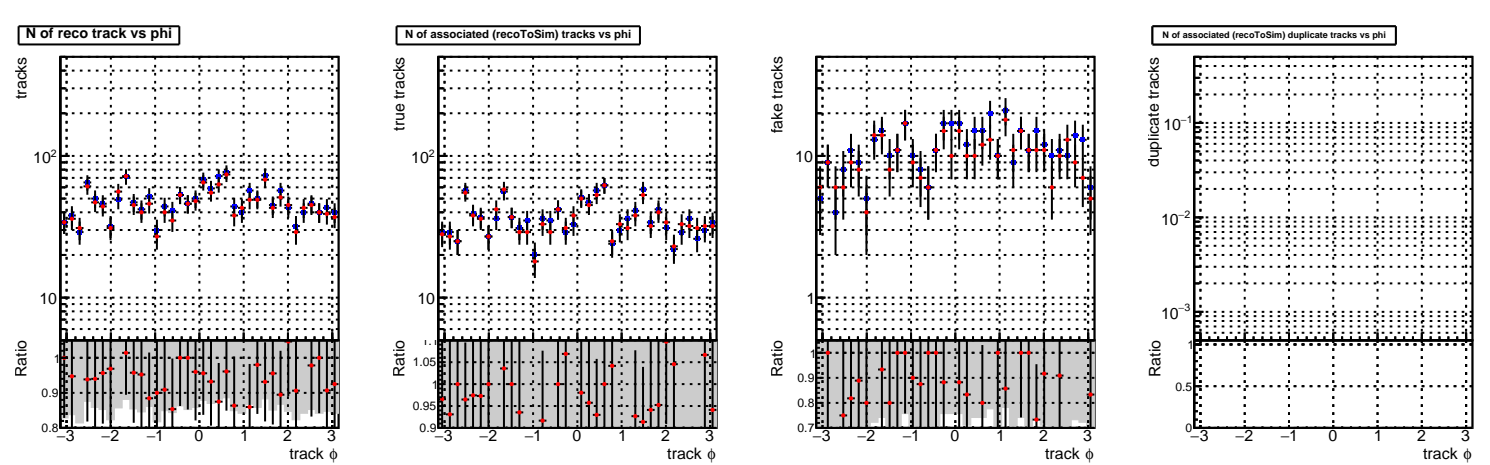 N of reco track vs phi
tracks
10²
10
Ratio
1
0.9
0.8
−3 −2 −1 0 1 2 3
track ϕ
N of associated (recoToSim) tracks vs phi
true tracks
10²
10
Ratio
1.1
1.05
1
0.95
0.9
−3 −2 −1 0 1 2 3
track ϕ
fake tracks
10
1
Ratio
1
0.9
0.8
0.7
−3 −2 −1 0 1 2 3
track ϕ
N of associated (recoToSim) duplicate tracks vs phi
duplicate tracks
10⁻¹
10⁻²
10⁻³
Ratio
1
0.5
0
−3 −2 −1 0 1 2 3
track ϕ